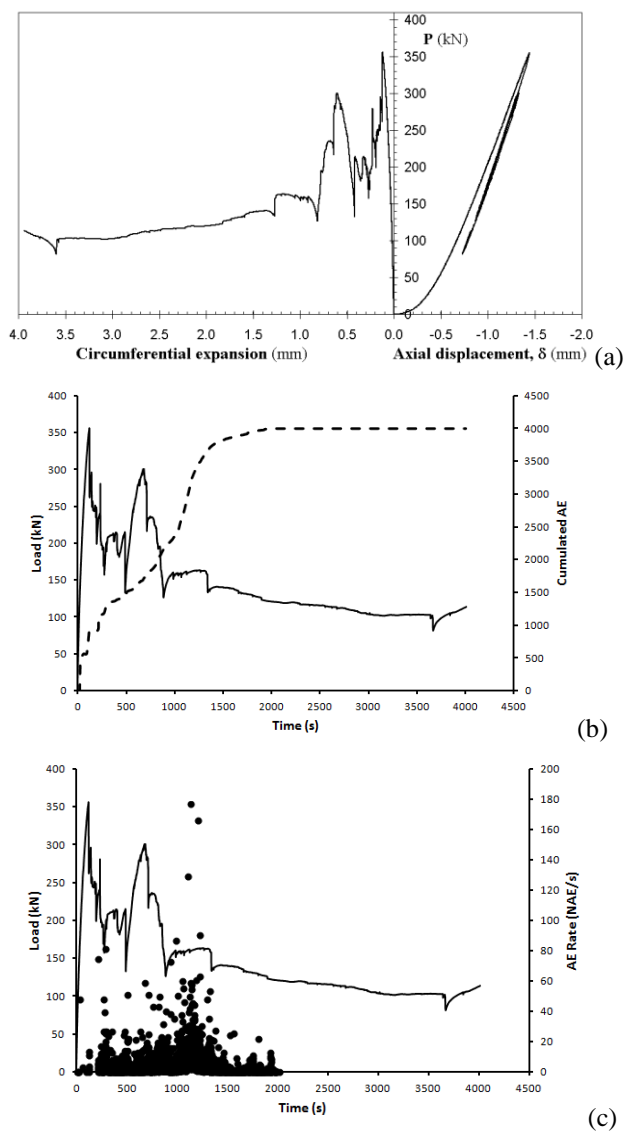 400
P (kN)
350
300
250
200
150
100
50
0
4.0 3.5 3.0 2.5 2.0 1.5 1.0 0.5 0.0 -0.5 -1.0 -1.5 -2.0
Circumferential expansion (mm) Axial displacement, δ (mm)
(a)
400 4500
350 4000
300 3500
250 3000
200 2500
150 2000
100 1500
50 1000
0 500
0
Load (kN)
Cumulated AE
0 500 1000 1500 2000 2500 3000 3500 4000 4500
Time (s)
(b)
400 200
350 180
300 160
250 140
200 120
150 100
100 80
50 60
0 40
20
0
Load (kN)
AE Rate (NAE/s)
0 500 1000 1500 2000 2500 3000 3500 4000 4500
Time (s)
(c)